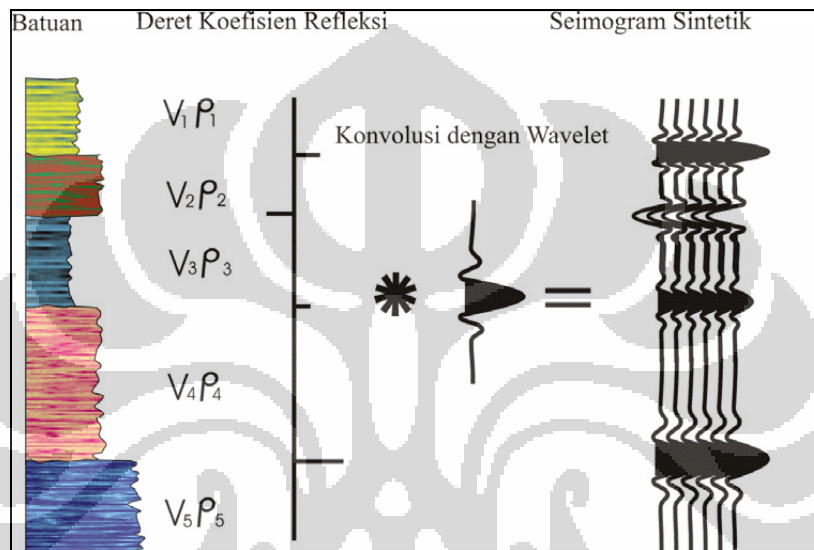 Batuan
Deret Koefisien Refleksi
Seimogram Sintetik
V₁ρ₁
Konvolusi dengan Wavelet
V₂ρ₂
V₃ρ₃
V₄ρ₄
V₅ρ₅